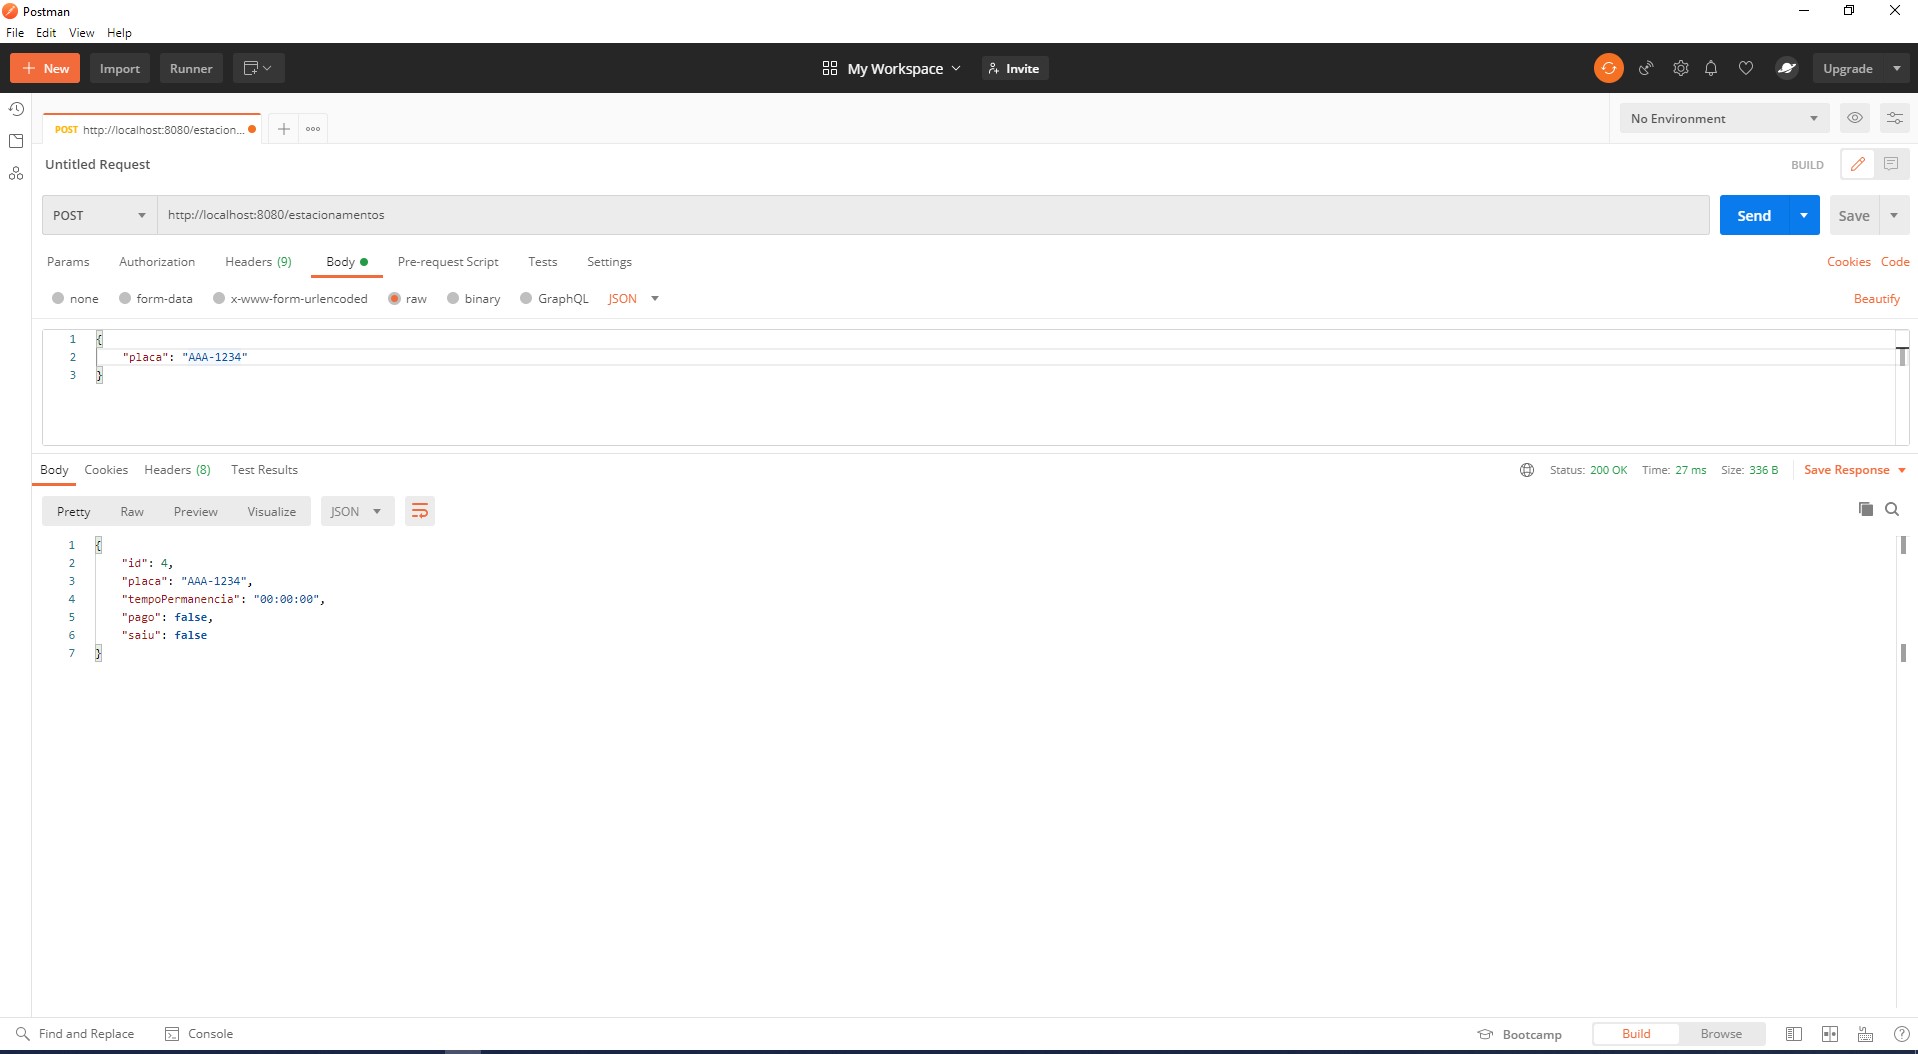 Postman
File Edit View Help
New Import Runner My Workspace Invite Upgrade
POST http://localhost:8080/estacion... No Environment
Untitled Request BUILD
POST http://localhost:8080/estacionamentos Send Save
Params Authorization Headers (9) Body Pre-request Script Tests Settings Cookies Code
none form-data x-www-form-urlencoded raw binary GraphQL JSON Beautify
1 {
2 "placa": "AAA-1234"
3 }
Body Cookies Headers (8) Test Results Status: 200 OK Time: 27 ms Size: 336 B Save Response
Pretty Raw Preview Visualize JSON
1 {
2 "id": 4,
3 "placa": "AAA-1234",
4 "tempoPermanencia": "00:00:00",
5 "pago": false,
6 "saiu": false
7 }
Find and Replace Console Bootcamp Build Browse